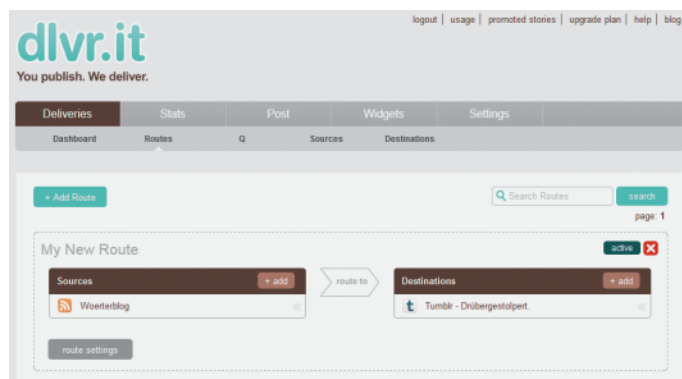 logout | usage | promoted stories | upgrade plan | help | blog
dlvr.it
You publish. We deliver.
Deliveries Stats Post Widgets Settings
Dashboard Routes Q Sources Destinations
+ Add Route Search Routes search
page: 1
My New Route active
Sources + add route to Destinations + add
Woerterblog Tumblr - Drübergestolpert.
route settings